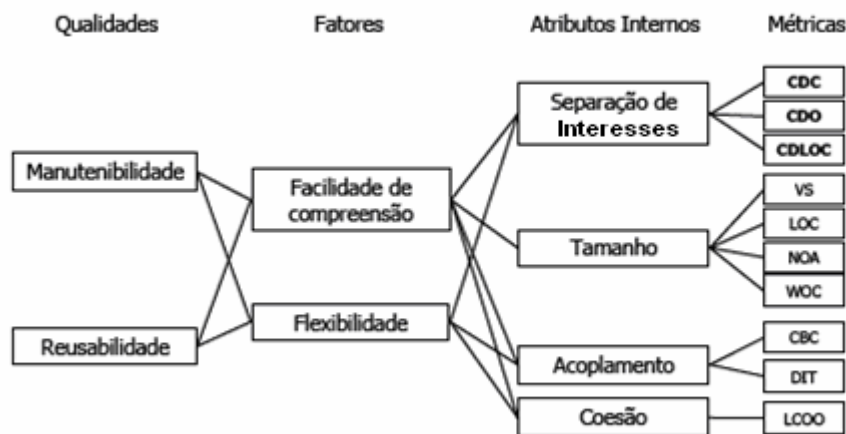 Qualidades Fatores Atributos Internos Métricas
Separação de
Interesses
CDC
CDO
CDLOC
Manutenibilidade
Facilidade de
compreensão
Tamanho
VS
LOC
NOA
WOC
Reusabilidade
Flexibilidade
Acoplamento
CBC
DIT
Coesão
LCOO